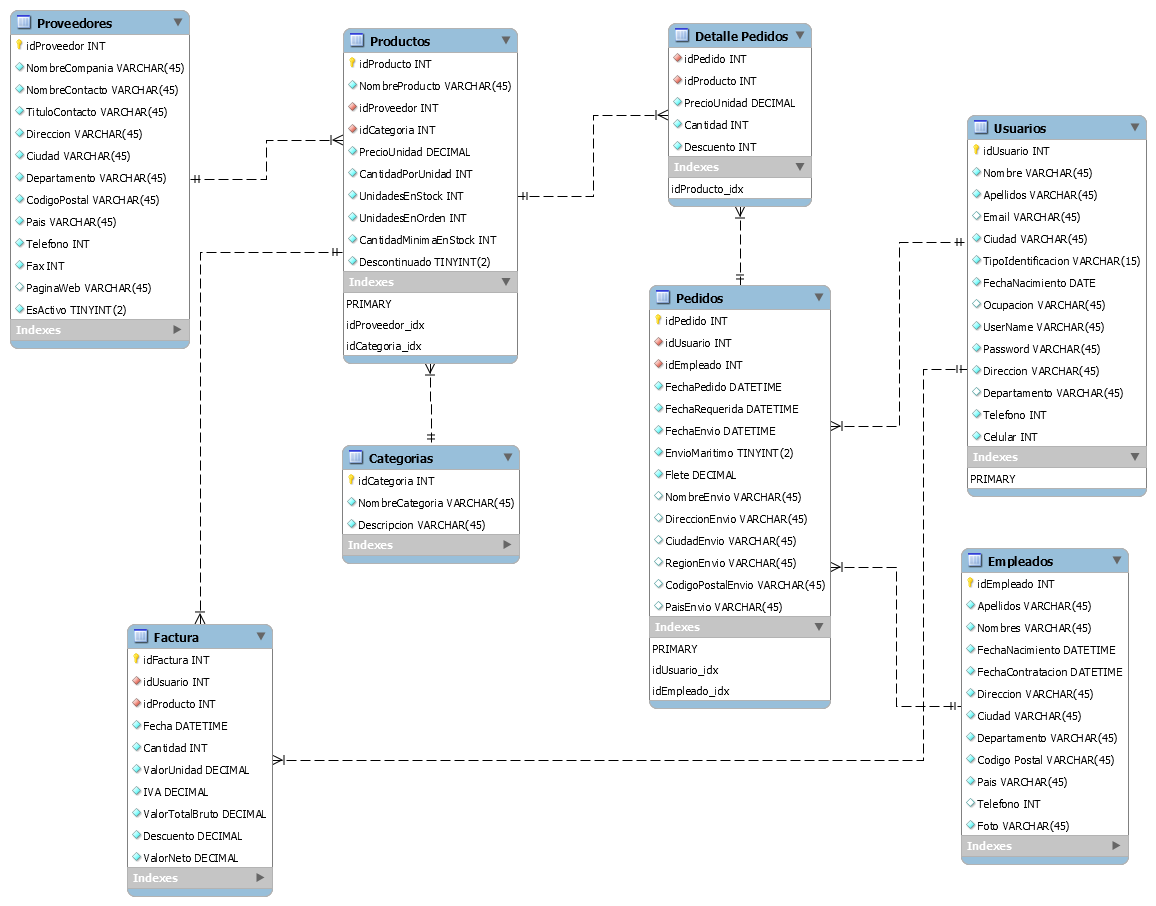 Proveedores
idProveedor INT
NombreCompania VARCHAR(45)
NombreContacto VARCHAR(45)
TituloContacto VARCHAR(45)
Direccion VARCHAR(45)
Ciudad VARCHAR(45)
Departamento VARCHAR(45)
CodigoPostal VARCHAR(45)
Pais VARCHAR(45)
Telefono INT
Fax INT
PaginaWeb VARCHAR(45)
EsActivo TINYINT(2)
Indexes
Productos
idProducto INT
NombreProducto VARCHAR(45)
idProveedor INT
idCategoria INT
PrecioUnidad DECIMAL
CantidadPorUnidad INT
UnidadesEnStock INT
UnidadesEnOrden INT
CantidadMinimaEnStock INT
Descontinuado TINYINT(2)
Indexes
PRIMARY
idProveedor_idx
idCategoria_idx
Detalle Pedidos
idPedido INT
idProducto INT
PrecioUnidad DECIMAL
Cantidad INT
Descuento INT
Indexes
idProducto_idx
Usuarios
idUsuario INT
Nombre VARCHAR(45)
Apellidos VARCHAR(45)
Email VARCHAR(45)
Ciudad VARCHAR(45)
TipoIdentificacion VARCHAR(15)
FechaNacimiento DATE
Ocupacion VARCHAR(45)
UserName VARCHAR(45)
Password VARCHAR(45)
Direccion VARCHAR(45)
Departamento VARCHAR(45)
Telefono INT
Celular INT
Indexes
PRIMARY
Pedidos
idPedido INT
idUsuario INT
idEmpleado INT
FechaPedido DATETIME
FechaRequerida DATETIME
FechaEnvio DATETIME
EnvioMaritimo TINYINT(2)
Flete DECIMAL
NombreEnvio VARCHAR(45)
DireccionEnvio VARCHAR(45)
CiudadEnvio VARCHAR(45)
RegionEnvio VARCHAR(45)
CodigoPostalEnvio VARCHAR(45)
PaisEnvio VARCHAR(45)
Indexes
PRIMARY
idUsuario_idx
idEmpleado_idx
Categorias
idCategoria INT
NombreCategoria VARCHAR(45)
Descripcion VARCHAR(45)
Indexes
Empleados
idEmpleado INT
Apellidos VARCHAR(45)
Nombres VARCHAR(45)
FechaNacimiento DATETIME
FechaContratacion DATETIME
Direccion VARCHAR(45)
Ciudad VARCHAR(45)
Departamento VARCHAR(45)
Codigo Postal VARCHAR(45)
Pais VARCHAR(45)
Telefono INT
Foto VARCHAR(45)
Indexes
Factura
idFactura INT
idUsuario INT
idProducto INT
Fecha DATETIME
Cantidad INT
ValorUnidad DECIMAL
IVA DECIMAL
ValorTotalBruto DECIMAL
Descuento DECIMAL
ValorNeto DECIMAL
Indexes